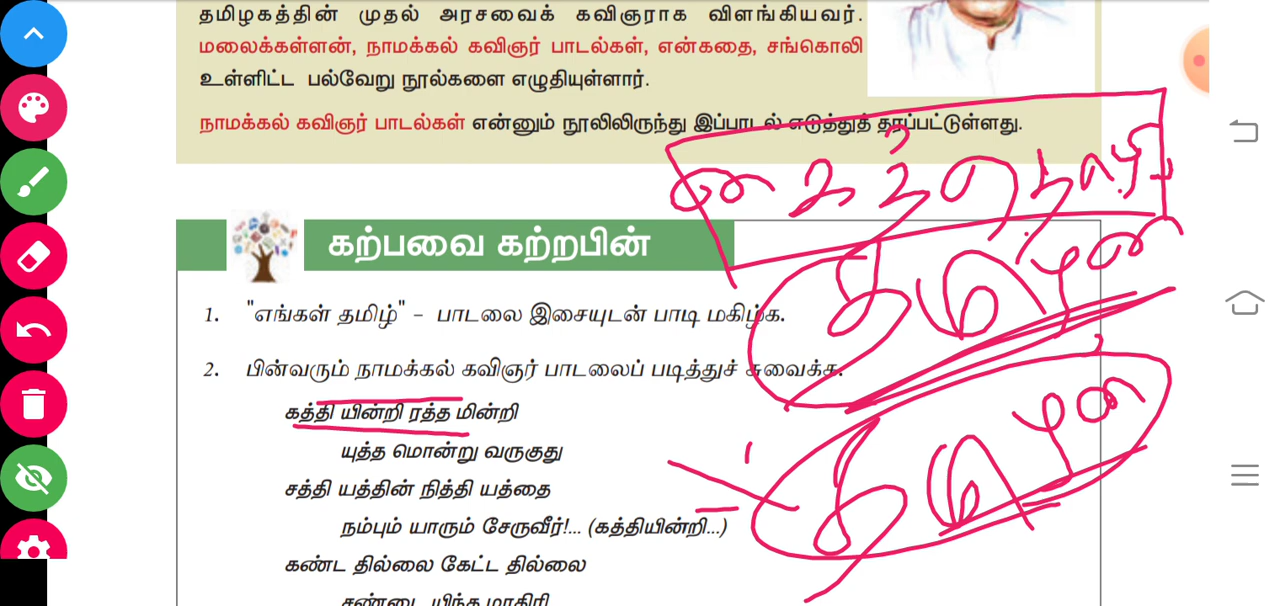 தமிழகத்தின் முதல் அரசவைக் கவிஞராக விளங்கியவர்.
மலைக்கள்ளன், நாமக்கல் கவிஞர் பாடல்கள், என்கதை, சங்கொலி
உள்ளிட்ட பல்வேறு நூல்களை எழுதியுள்ளார்.
நாமக்கல் கவிஞர் பாடல்கள் என்னும் நூலிலிருந்து இப்பாடல் எடுத்துத் தரப்பட்டுள்ளது.
கற்பவை கற்றபின்
1. "எங்கள் தமிழ்" – பாடலை இசையுடன் பாடி மகிழ்க.
2. பின்வரும் நாமக்கல் கவிஞர் பாடலைப் படித்துச் சுவைக்க.
கத்தி யின்றி ரத்த மின்றி
யுத்த மொன்று வருகுது
சத்தி யத்தின் நித்தி யத்தை
நம்பும் யாரும் சேருவீர்!... (கத்தியின்றி...)
கண்ட தில்லை கேட்ட தில்லை
சண்டை யிந்த மாதிரி